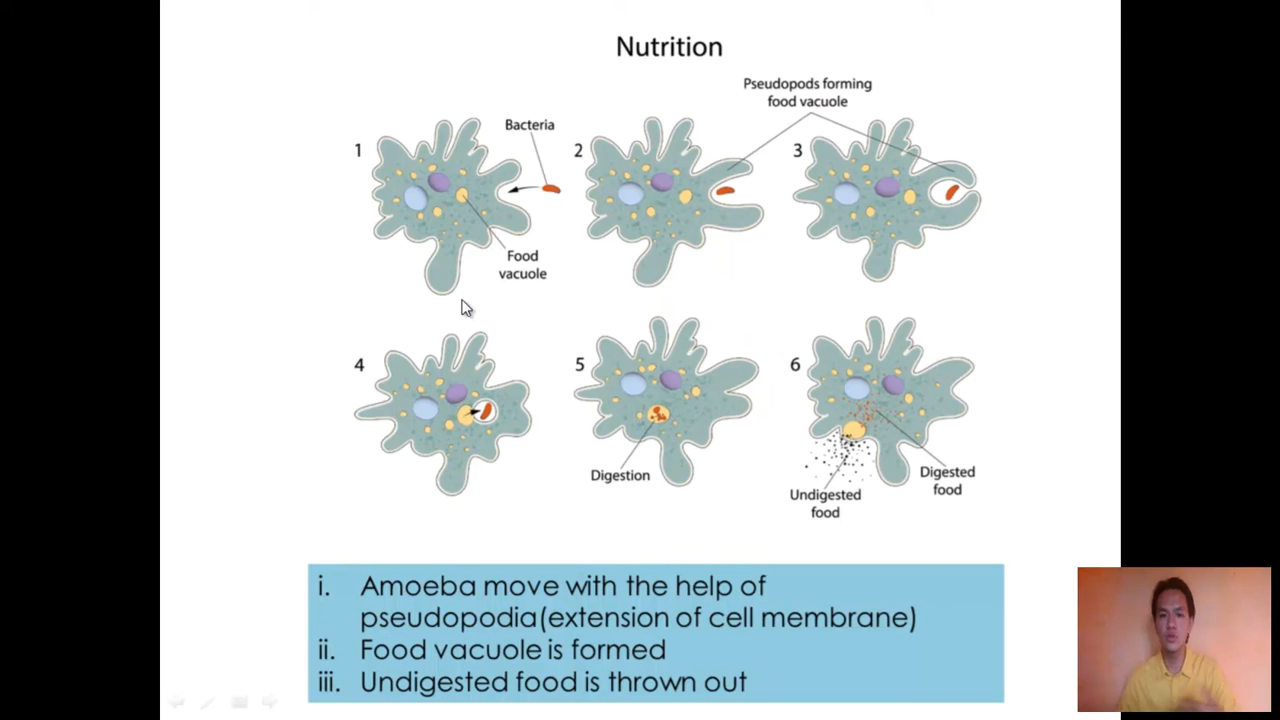 Nutrition
Pseudopods forming
food vacuole
1
Bacteria
2
3
Food
vacuole
4
5
6
Digestion
Digested
food
Undigested
food
i. Amoeba move with the help of
pseudopodia(extension of cell membrane)
ii. Food vacuole is formed
iii. Undigested food is thrown out